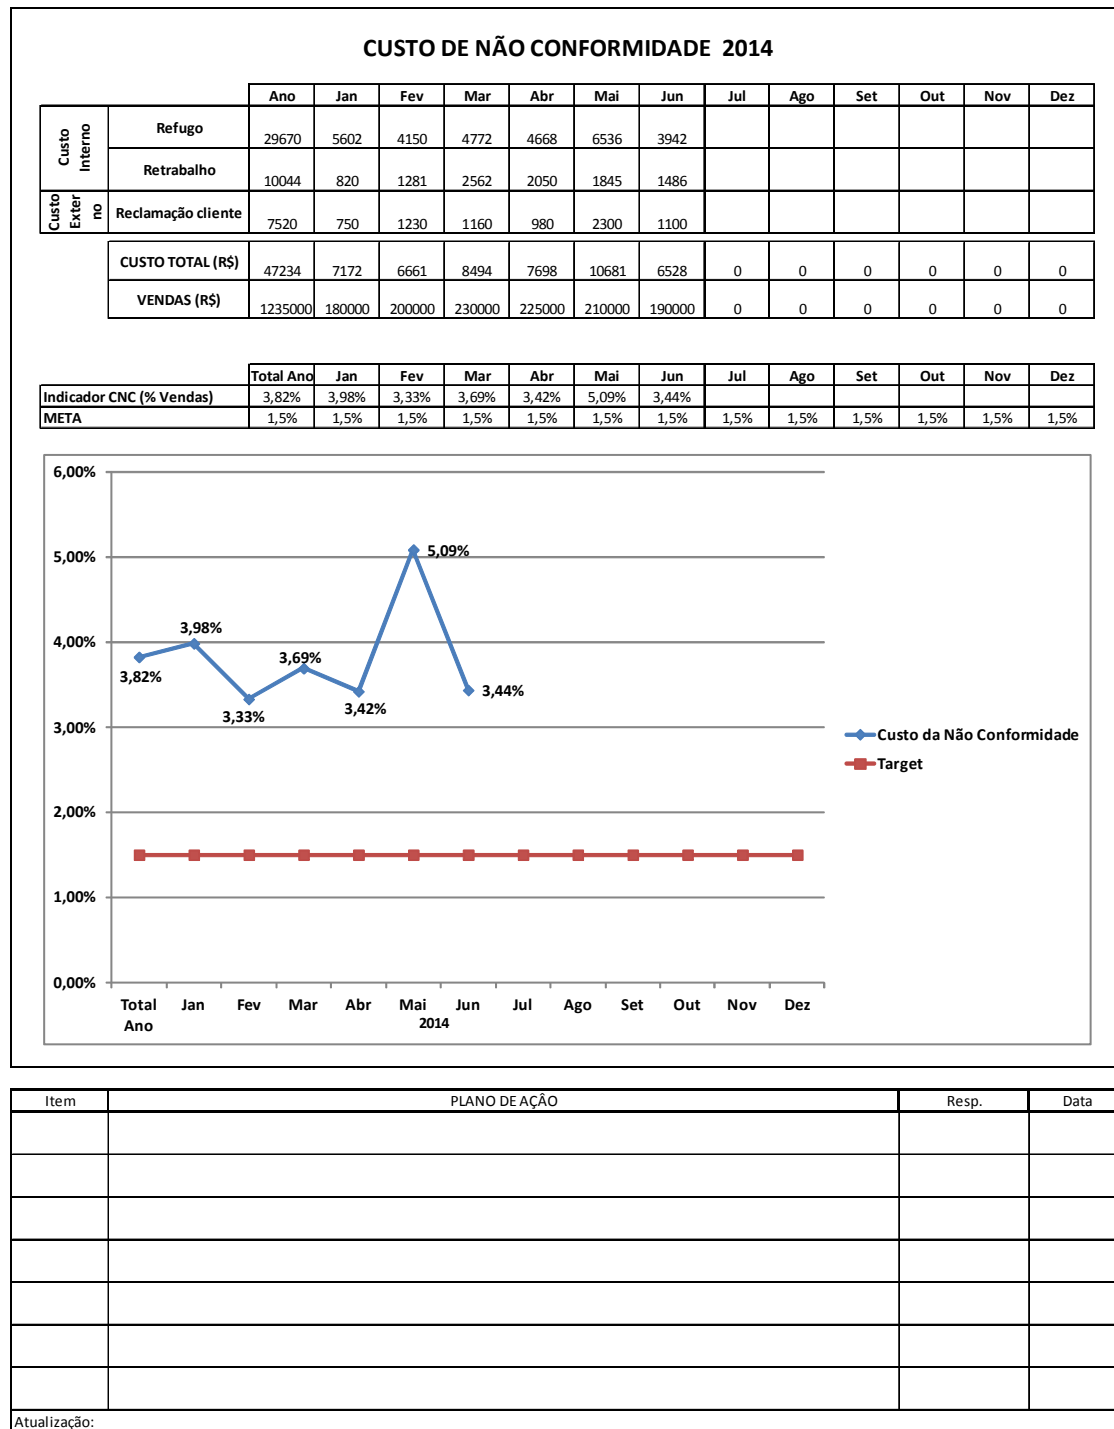 CUSTO DE NÃO CONFORMIDADE 2014
Ano Jan Fev Mar Abr Mai Jun Jul Ago Set Out Nov Dez
Custo Interno
Refugo 29670 5602 4150 4772 4668 6536 3942
Retrabalho 10044 820 1281 2562 2050 1845 1486
Custo Exter no
Reclamação cliente 7520 750 1230 1160 980 2300 1100
CUSTO TOTAL (R$) 47234 7172 6661 8494 7698 10681 6528 0 0 0 0 0 0
VENDAS (R$) 1235000 180000 200000 230000 225000 210000 190000 0 0 0 0 0 0
Total Ano Jan Fev Mar Abr Mai Jun Jul Ago Set Out Nov Dez
Indicador CNC (% Vendas) 3,82% 3,98% 3,33% 3,69% 3,42% 5,09% 3,44%
META 1,5% 1,5% 1,5% 1,5% 1,5% 1,5% 1,5% 1,5% 1,5% 1,5% 1,5% 1,5% 1,5%
6,00%
5,00%
4,00%
3,00%
2,00%
1,00%
0,00%
3,82%
3,98%
3,33%
3,69%
3,42%
5,09%
3,44%
Custo da Não Conformidade
Target
Total Ano Jan Fev Mar Abr Mai Jun Jul Ago Set Out Nov Dez
2014
Item PLANO DE AÇÂO Resp. Data
Atualização: